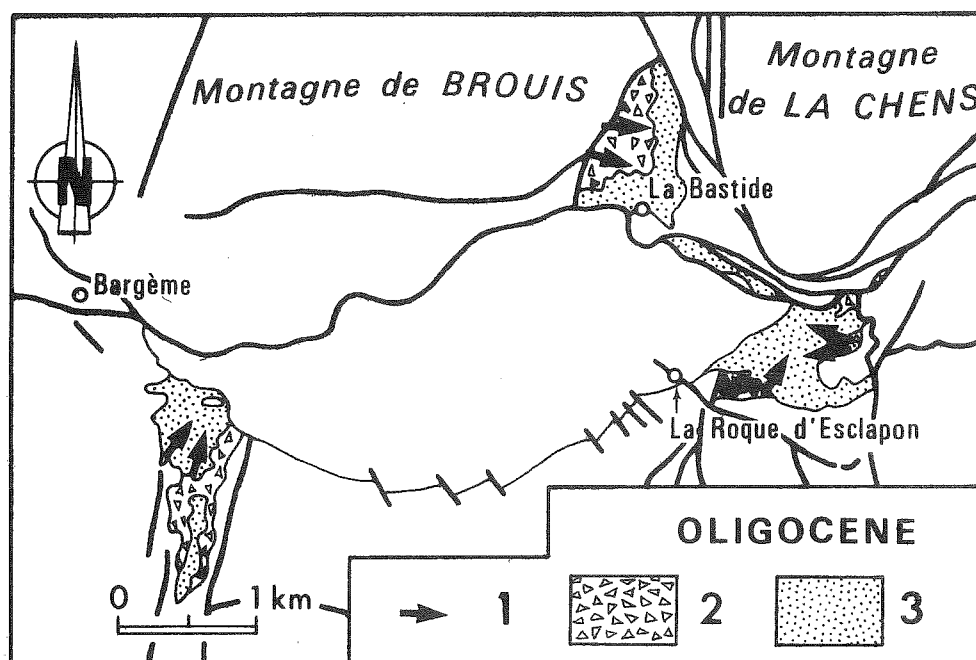 Montagne de BROUIS
Montagne
de LA CHENS
N
La Bastide
Bargème
La Roque d'Esclapon
OLIGOCENE
0 1 km
1 2 3